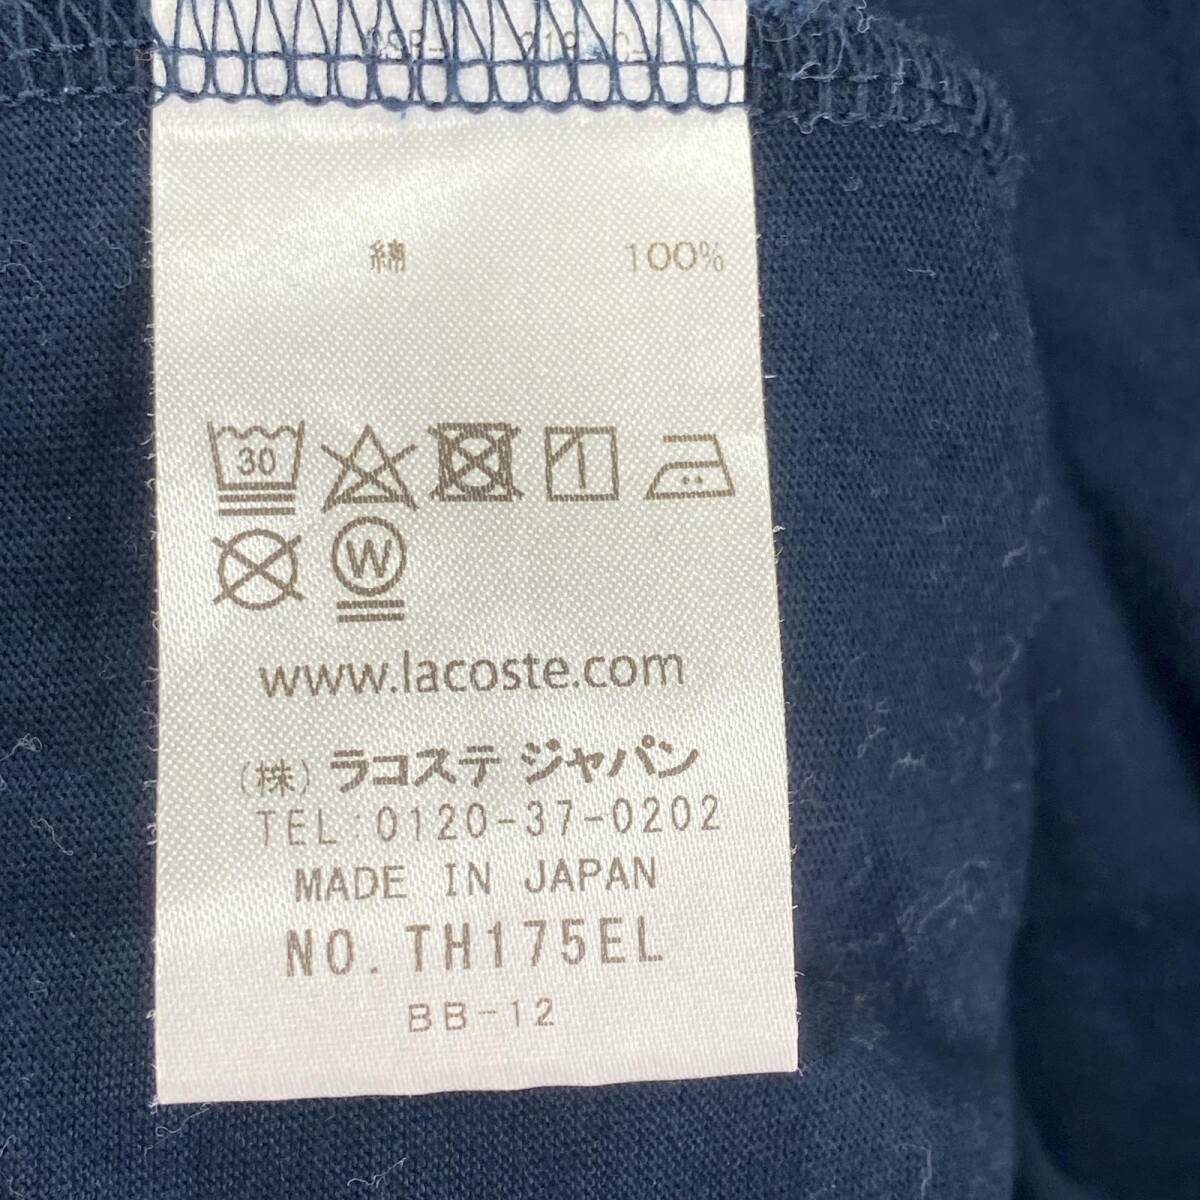 綿 100%
30
W
www.lacoste.com
(株) ラコステ ジャパン
TEL:0120-37-0202
MADE IN JAPAN
NO. TH175EL
BB-12